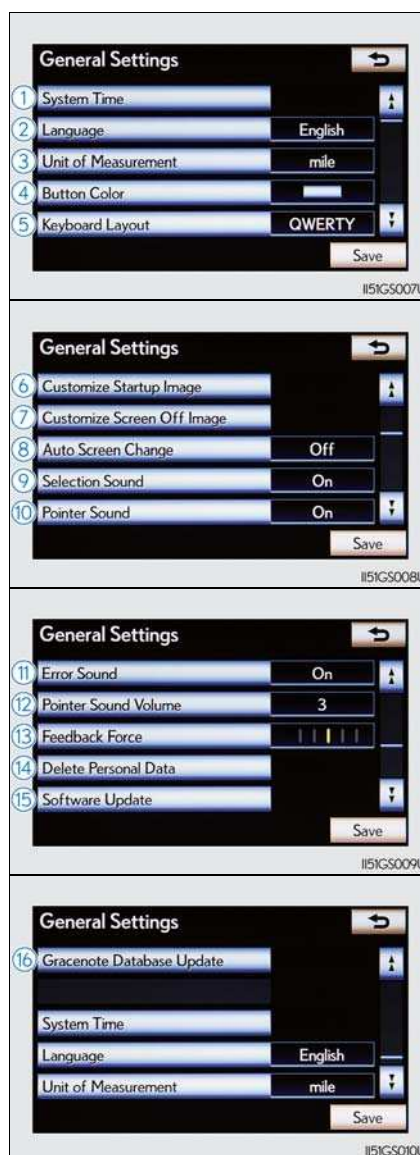 General Settings
1 System Time
2 Language English
3 Unit of Measurement mile
4 Button Color
5 Keyboard Layout QWERTY
Save
II51GS007U
General Settings
6 Customize Startup Image
7 Customize Screen Off Image
8 Auto Screen Change Off
9 Selection Sound On
10 Pointer Sound On
Save
II51GS008U
General Settings
11 Error Sound On
12 Pointer Sound Volume 3
13 Feedback Force
14 Delete Personal Data
15 Software Update
Save
II51GS009U
General Settings
16 Gracenote Database Update
System Time
Language English
Unit of Measurement mile
Save
II51GS010U